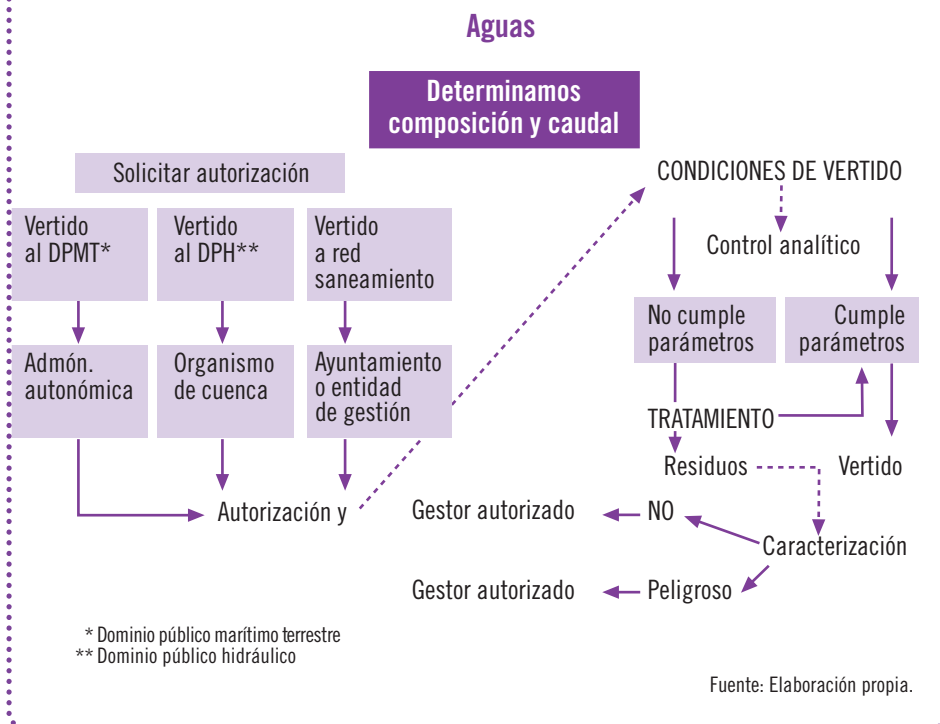 Aguas
Determinamos
composición y caudal
Solicitar autorización
Vertido
al DPMT*
Vertido
al DPH**
Vertido
a red
saneamiento
Admón.
autonómica
Organismo
de cuenca
Ayuntamiento
o entidad
de gestión
Autorización y
CONDICIONES DE VERTIDO
Control analítico
No cumple
parámetros
Cumple
parámetros
TRATAMIENTO
Residuos
Vertido
Gestor autorizado
NO
Caracterización
Gestor autorizado
Peligroso
* Dominio público marítimo terrestre
** Dominio público hidráulico
Fuente: Elaboración propia.